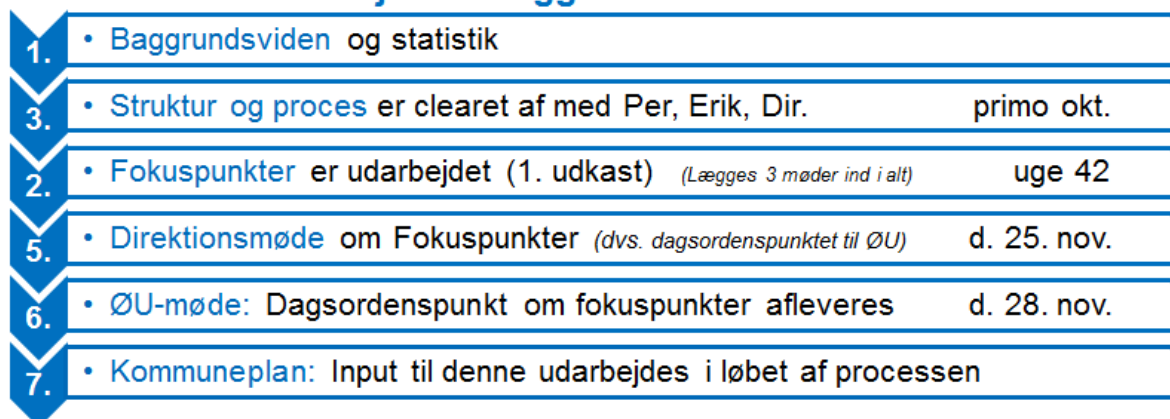 1. • Baggrundsviden og statistik
3. • Struktur og proces er clearet af med Per, Erik, Dir. primo okt.
2. • Fokuspunkter er udarbejdet (1. udkast) (Lægges 3 møder ind i alt) uge 42
5. • Direktionsmøde om Fokuspunkter (dvs. dagsordenspunktet til ØU) d. 25. nov.
6. • ØU-møde: Dagsordenspunkt om fokuspunkter afleveres d. 28. nov.
7. • Kommuneplan: Input til denne udarbejdes i løbet af processen